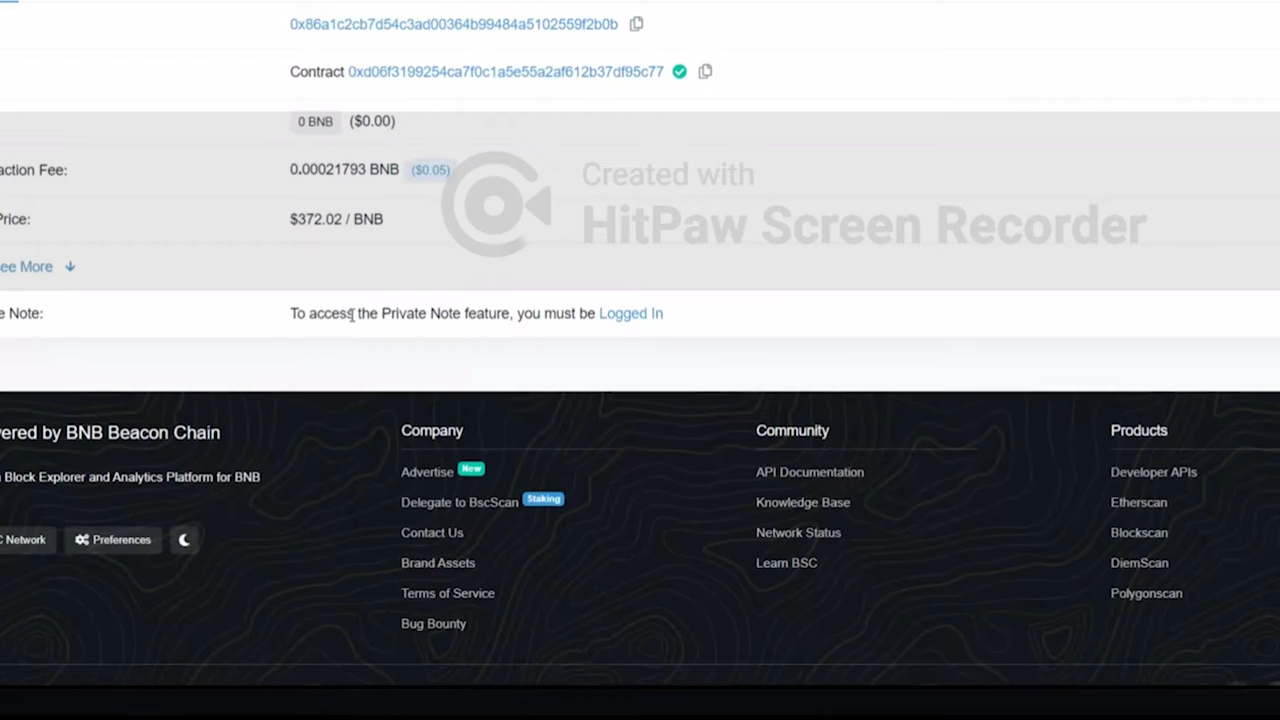 0x86a1c2cb7d54c3ad00364b99484a5102559f2b0b
Contract 0xd06f3199254ca7f0c1a5e55a2af612b37df95c77
0 BNB ($0.00)
action Fee: 0.00021793 BNB ($0.05)
Price: $372.02 / BNB
ee More
e Note: To access the Private Note feature, you must be Logged In
Created with
HitPaw Screen Recorder
ered by BNB Beacon Chain
Block Explorer and Analytics Platform for BNB
C Network Preferences
Company
Advertise New
Delegate to BscScan Staking
Contact Us
Brand Assets
Terms of Service
Bug Bounty
Community
API Documentation
Knowledge Base
Network Status
Learn BSC
Products
Developer APIs
Etherscan
Blockscan
DiemScan
Polygonscan